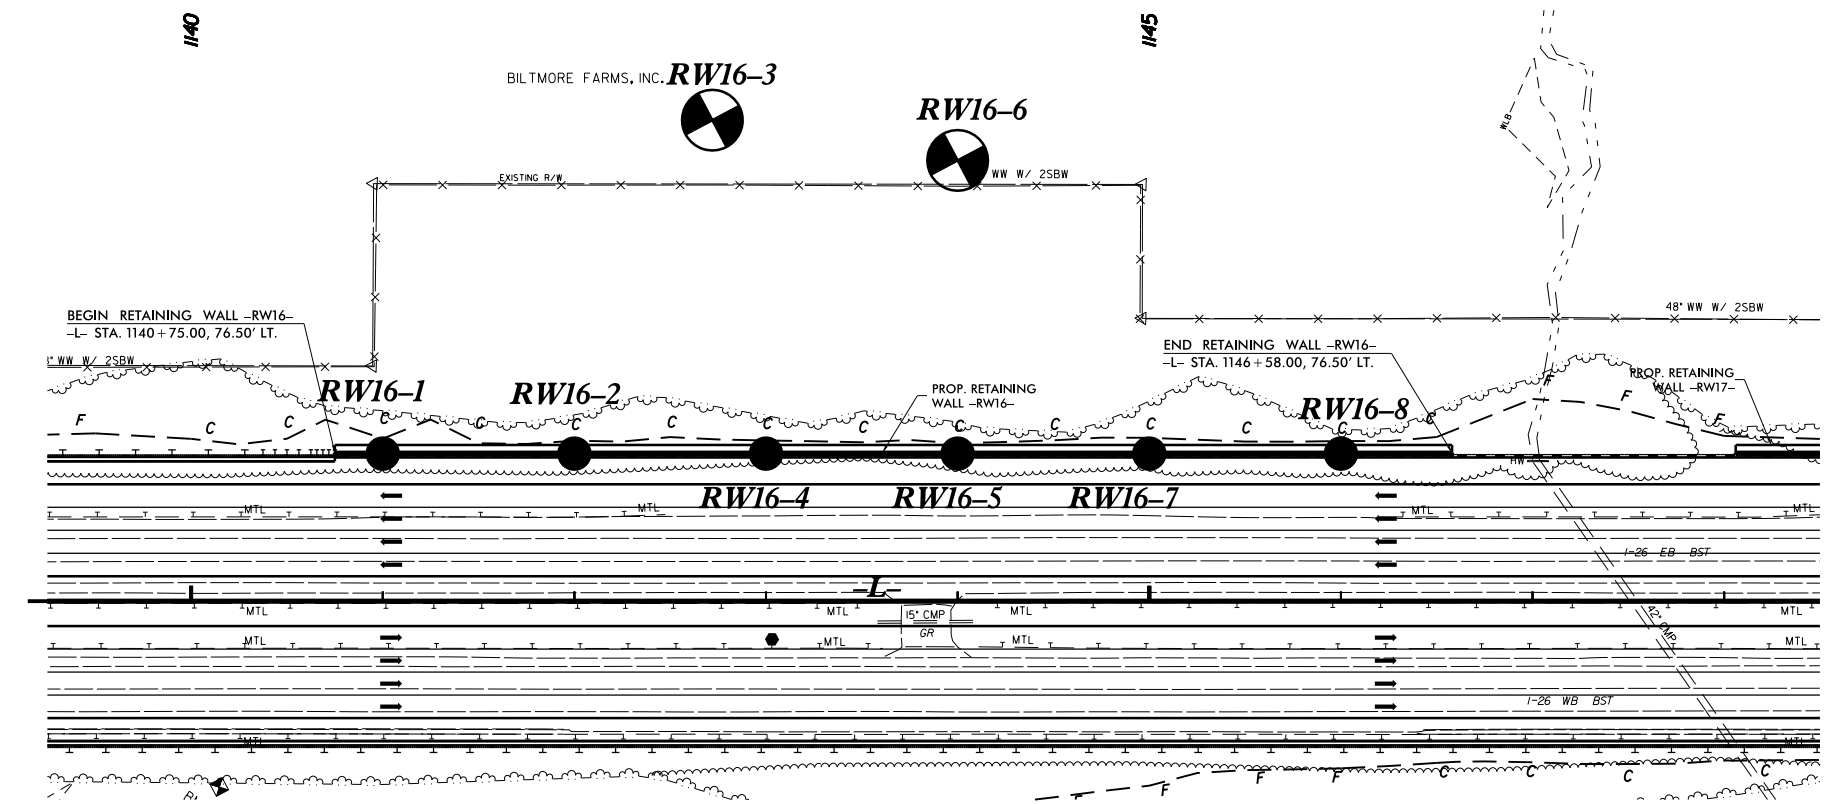 1140
1145
BILTMORE FARMS, INC.
RW16–3
RW16–6
WLB
EXISTING R/W
WW W/ 2SBW
48" WW W/ 2SBW
BEGIN RETAINING WALL –RW16–
–L– STA. 1140+75.00, 76.50' LT.
END RETAINING WALL –RW16–
–L– STA. 1146+58.00, 76.50' LT.
" WW W/ 2SBW
RW16–1
RW16–2
PROP. RETAINING
WALL –RW16–
RW16–8
PROP. RETAINING
WALL –RW17–
F
F
F
F
C
C
C
C
C
C
C
C
C
C
C
C
C
HW
RW16–4
RW16–5
RW16–7
MTL
MTL
MTL
MTL
I-26 EB BST
–L–
MTL
MTL
MTL
MTL
15" CMP
GR
42" CMP
MTL
MTL
MTL
MTL
I-26 WB BST
MTL
MTL
F
F
F
F
C
C
C
C